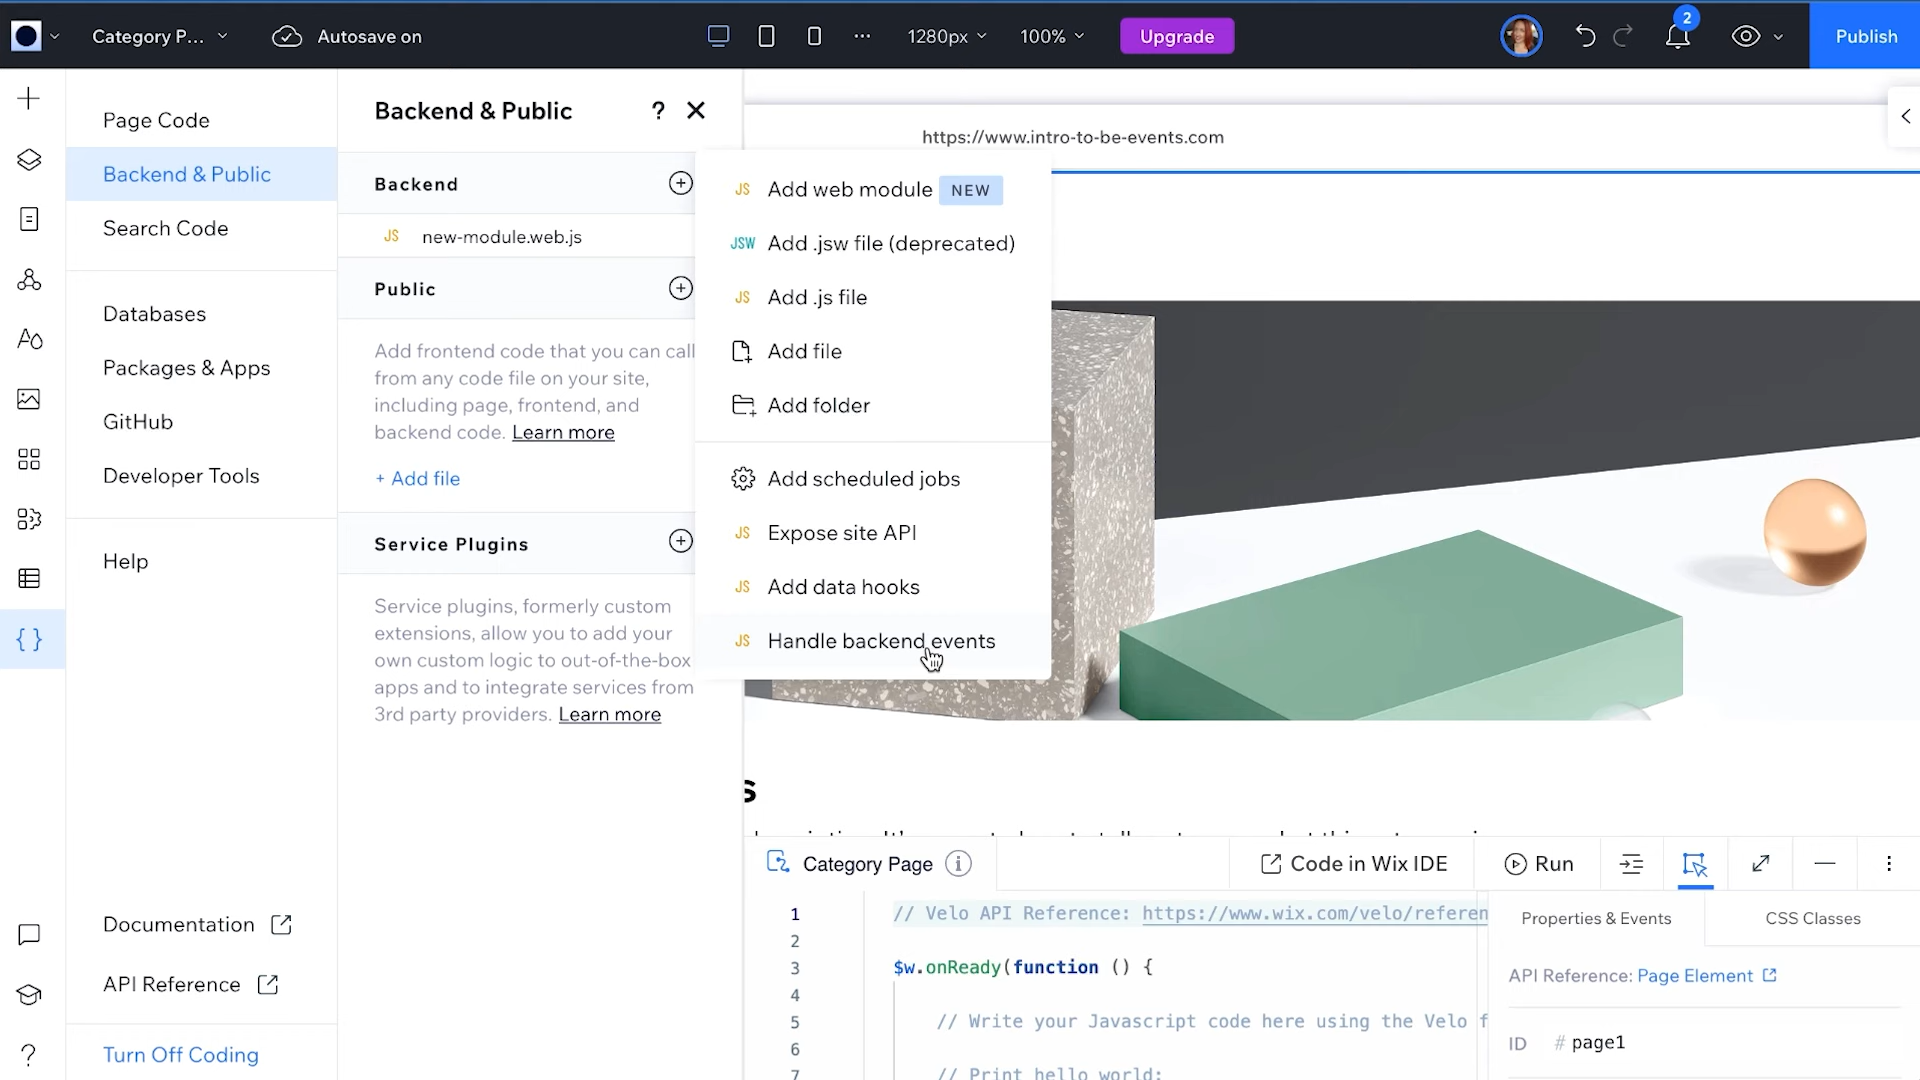 Category P...
Autosave on
1280px
100%
Upgrade
2
Publish
Page Code
Backend & Public
Search Code
Databases
Packages & Apps
GitHub
Developer Tools
Help
Documentation
API Reference
Turn Off Coding
Backend & Public
?
Backend
JS new-module.web.js
Public
Add frontend code that you can call
from any code file on your site,
including page, frontend, and
backend code. Learn more
+ Add file
Service Plugins
Service plugins, formerly custom
extensions, allow you to add your
own custom logic to out-of-the-box
apps and to integrate services from
3rd party providers. Learn more
JS Add web module NEW
JSW Add .jsw file (deprecated)
JS Add .js file
Add file
Add folder
Add scheduled jobs
JS Expose site API
JS Add data hooks
JS Handle backend events
https://www.intro-to-be-events.com
s
Category Page
Code in Wix IDE
Run
1 // Velo API Reference: https://www.wix.com/velo/referen
2
3 $w.onReady(function () {
4
5 // Write your Javascript code here using the Velo f
6
7 // Print hello world:
Properties & Events
CSS Classes
API Reference: Page Element
ID # page1